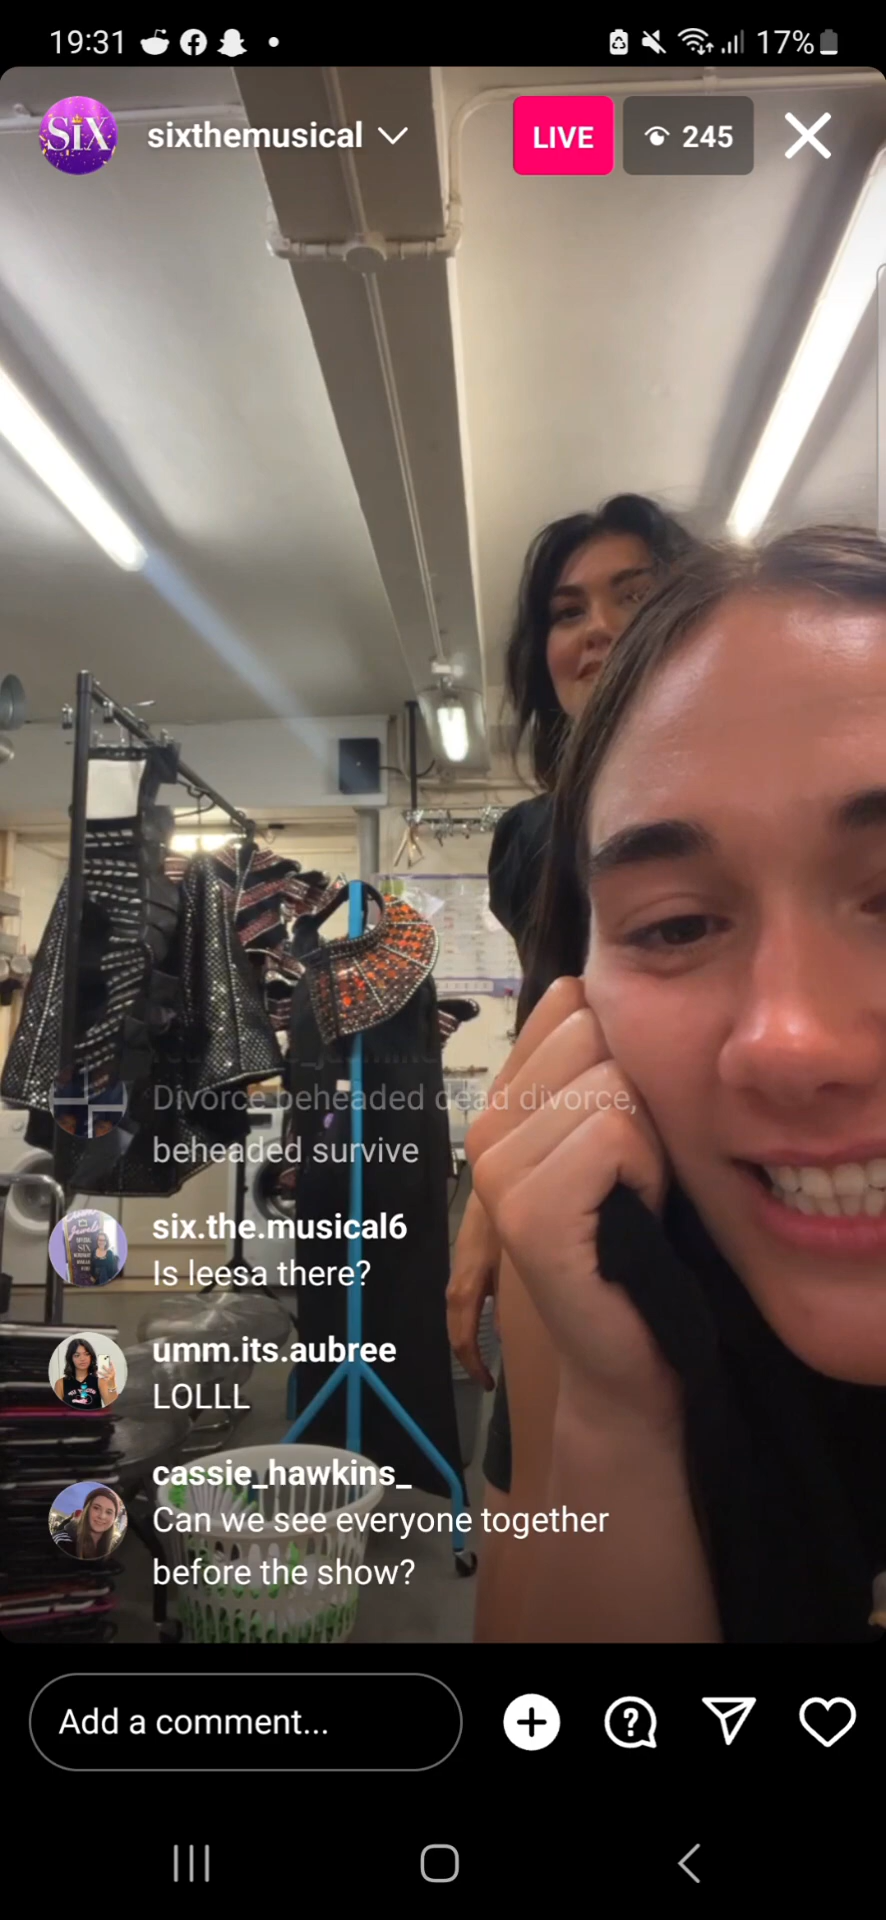 19:31
17%
SIX
sixthemusical
LIVE
245
Divorce beheaded dead divorce,
beheaded survive
six.the.musical6
Is leesa there?
umm.its.aubree
LOLLL
cassie_hawkins_
Can we see everyone together
before the show?
Add a comment...